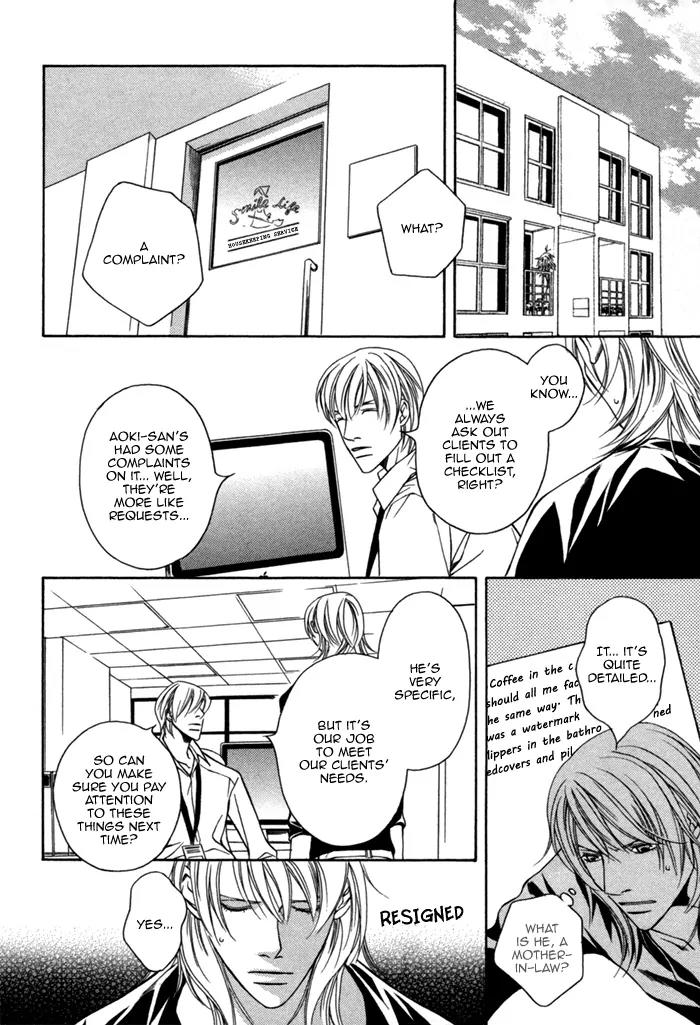 WHAT?
A
COMPLAINT?
Smile Life
HOUSEKEEPING SERVICE
YOU
KNOW...
...WE
ALWAYS
ASK OUT
CLIENTS TO
FILL OUT A
CHECKLIST,
RIGHT?
AOKI-SAN'S
HAD SOME
COMPLAINTS
ON IT... WELL,
THEY'RE
MORE LIKE
REQUESTS...
IT... IT'S
QUITE
DETAILED...
Coffee in the c
should all me fac
he same way. Th
was a watermark
lippers in the bathro
ned
edcovers and pil
WHAT
IS HE, A
MOTHER-
IN-LAW?
HE'S
VERY
SPECIFIC,
BUT IT'S
OUR JOB
TO MEET
OUR CLIENTS'
NEEDS.
SO CAN
YOU MAKE
SURE YOU PAY
ATTENTION
TO THESE
THINGS NEXT
TIME?
YES...
RESIGNED